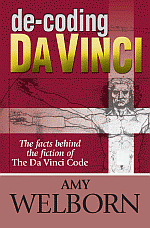 de-coding
DA VINCI
The facts behind
the fiction of
The Da Vinci Code
AMY
WELBORN